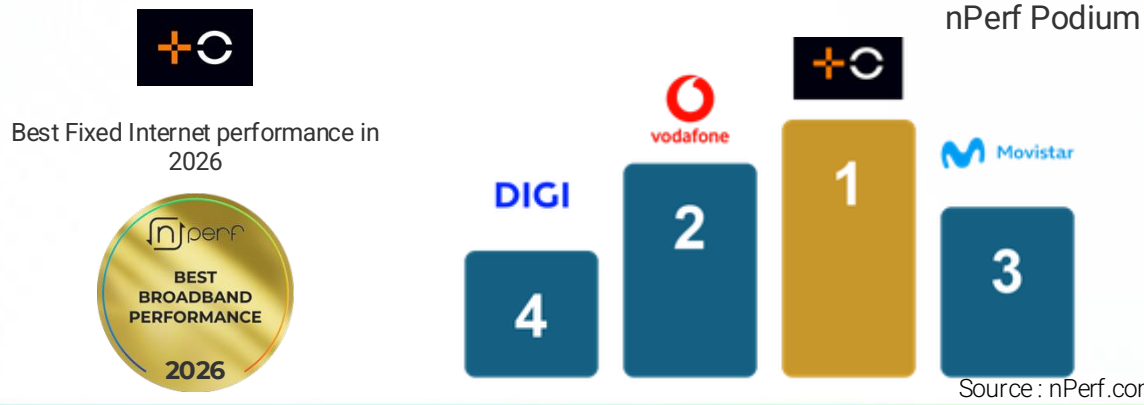 nPerf Podium
Best Fixed Internet performance in
2026
nperf
BEST
BROADBAND
PERFORMANCE
2026
DIGI
4
vodafone
2
1
Movistar
3
Source : nPerf.com